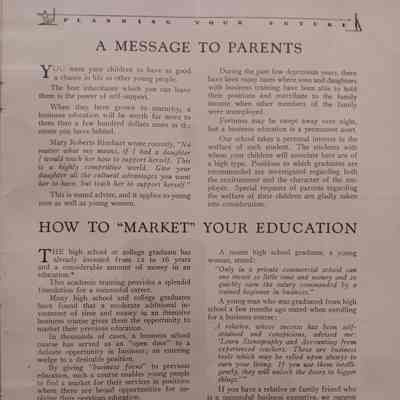 PLANNING YOUR FUTURE
A MESSAGE TO PARENTS
YOU want your children to have as good
a chance in life as other young people.
The best inheritance which you can leave
them is the power of self-support.
When they have grown to maturity, a
business education will be worth far more to
them than a few hundred dollars more in the
estate you leave behind.
Mary Roberts Rinehart wrote recently, "No
matter what my means, if I had a daughter
I would teach her how to support herself. This
is a highly competitive world. Give your
daughter all the cultural advantages you want
her to have, but teach her to support herself."
This is sound advice, and it applies to young
men as well as young women.
During the past few depression years, there
have been many cases where sons and daughters
with business training have been able to hold
their positions and contribute to the family
income when other members of the family
were unemployed.
Fortunes may be swept away over night,
but a business education is a permanent asset.
Our school takes a personal interest in the
welfare of each student. The students with
whom your children will associate here are of
a high type. Positions to which graduates are
recommended are investigated regarding both
the environment and the character of the em-
ployer. Special requests of parents regarding
the welfare of their children are gladly taken
into consideration.
HOW TO "MARKET" YOUR EDUCATION
THE high school or college graduate has
already invested from 12 to 16 years
and a considerable amount of money in an
education.
This academic training provides a splendid
foundation for a successful career.
Many high school and college graduates
have found that a moderate additional in-
vestment of time and money in an intensive
business course gives them the opportunity to
market their previous education.
In thousands of cases, a business school
course has served as an "open door" to a
definite opportunity in business; an entering
wedge to a desirable position.
By giving "business focus" to previous
education, such a course enables young people
to find a market for their services in positions
where there are broad opportunities for
their previous education.
A recent high school graduate, a young
woman, stated:
"Only in a private commercial school can
one invest so little time and money and so
quickly earn the salary commanded by a
trained beginner in business."
A young man who was graduated from high
school a few months ago stated when enrolling
for a business course:
A relative, whose success has been self-
attained and conspicuous, advised me:
'Learn Stenography and Accounting from
experienced teachers. These are business
tools which may be relied upon always to
earn your living. If you use them intelli-
gently, they will unlock the doors to bigger
things.'
If you have a relative or family friend who
is a successful business executive, we suggest